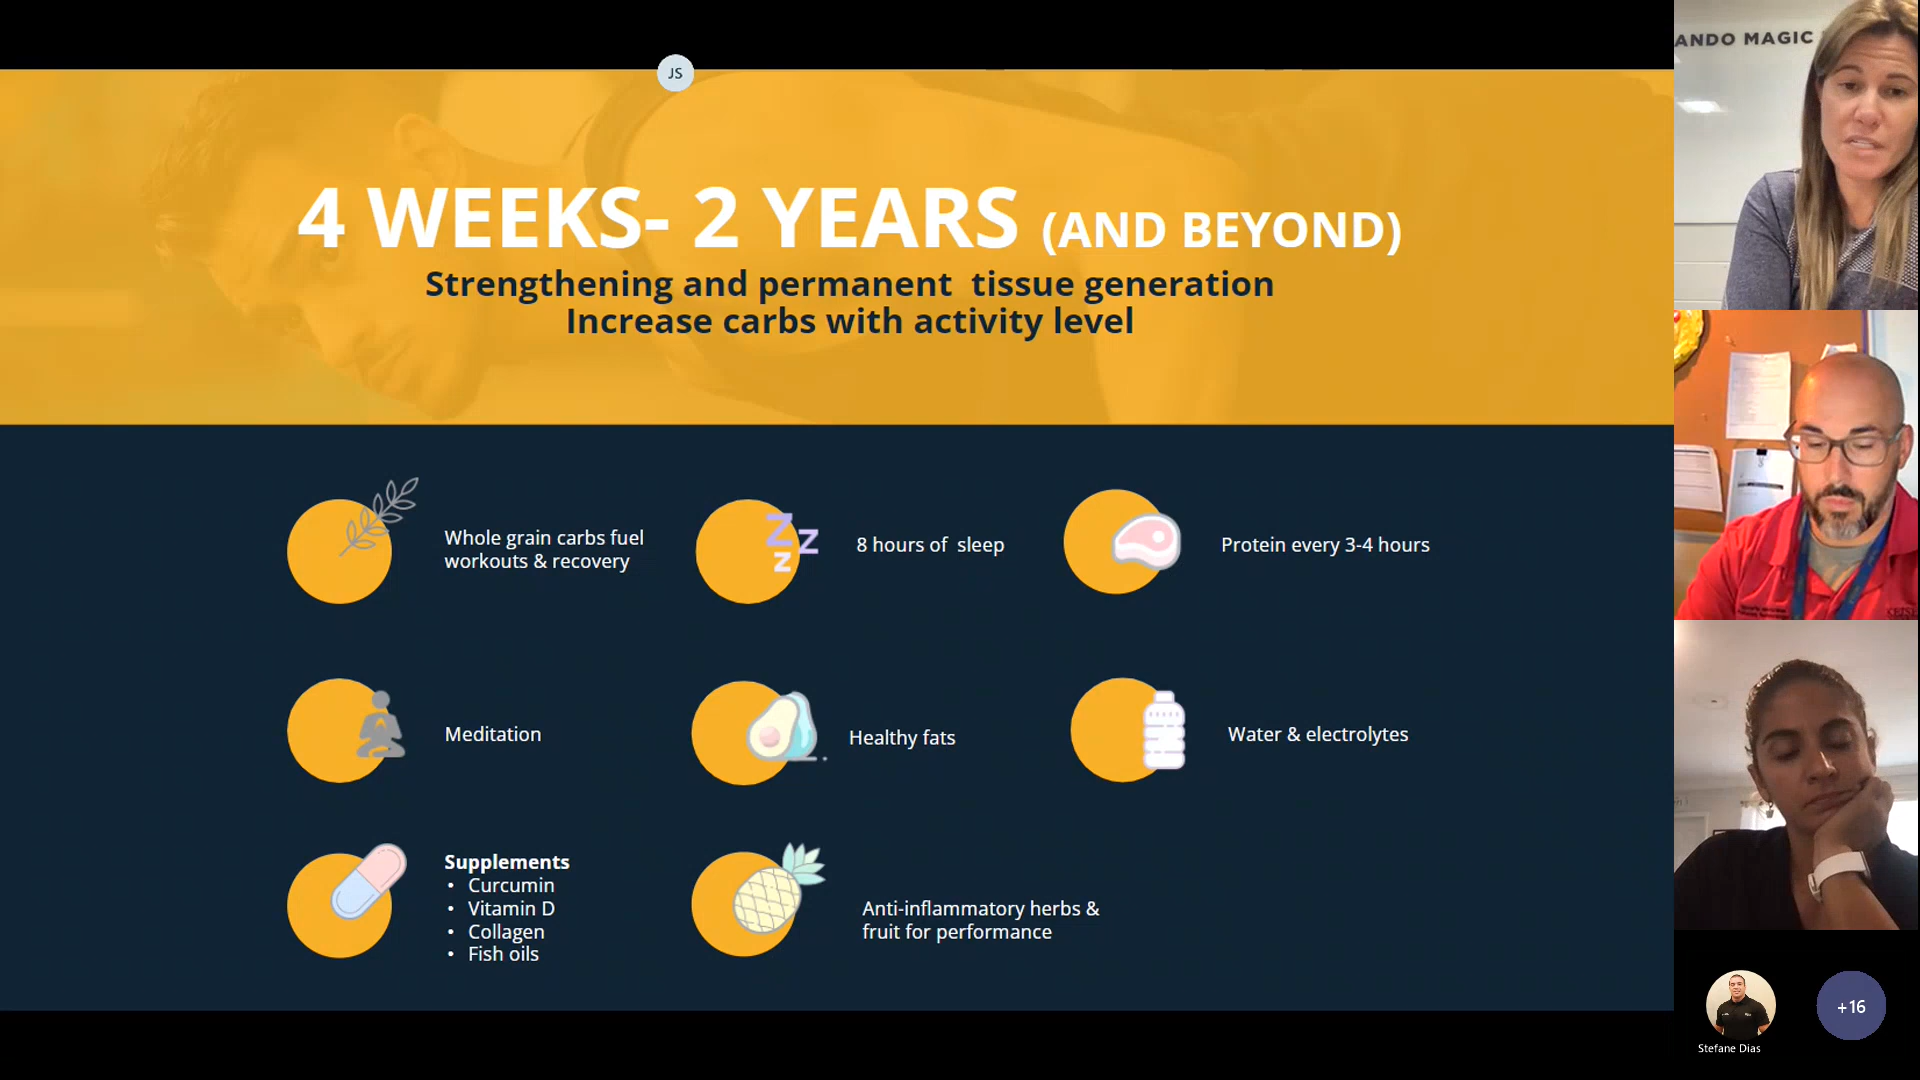 JS
4 WEEKS- 2 YEARS (AND BEYOND)
Strengthening and permanent tissue generation
Increase carbs with activity level
Whole grain carbs fuel
workouts & recovery
8 hours of sleep
Protein every 3-4 hours
Meditation
Healthy fats
Water & electrolytes
Supplements
• Curcumin
• Vitamin D
• Collagen
• Fish oils
Anti-inflammatory herbs &
fruit for performance
ANDO MAGIC
Stefane Dias
+16